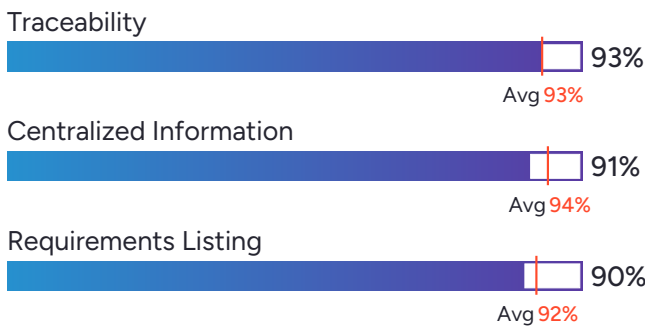 Traceability
93%
Avg 93%
Centralized Information
91%
Avg 94%
Requirements Listing
90%
Avg 92%